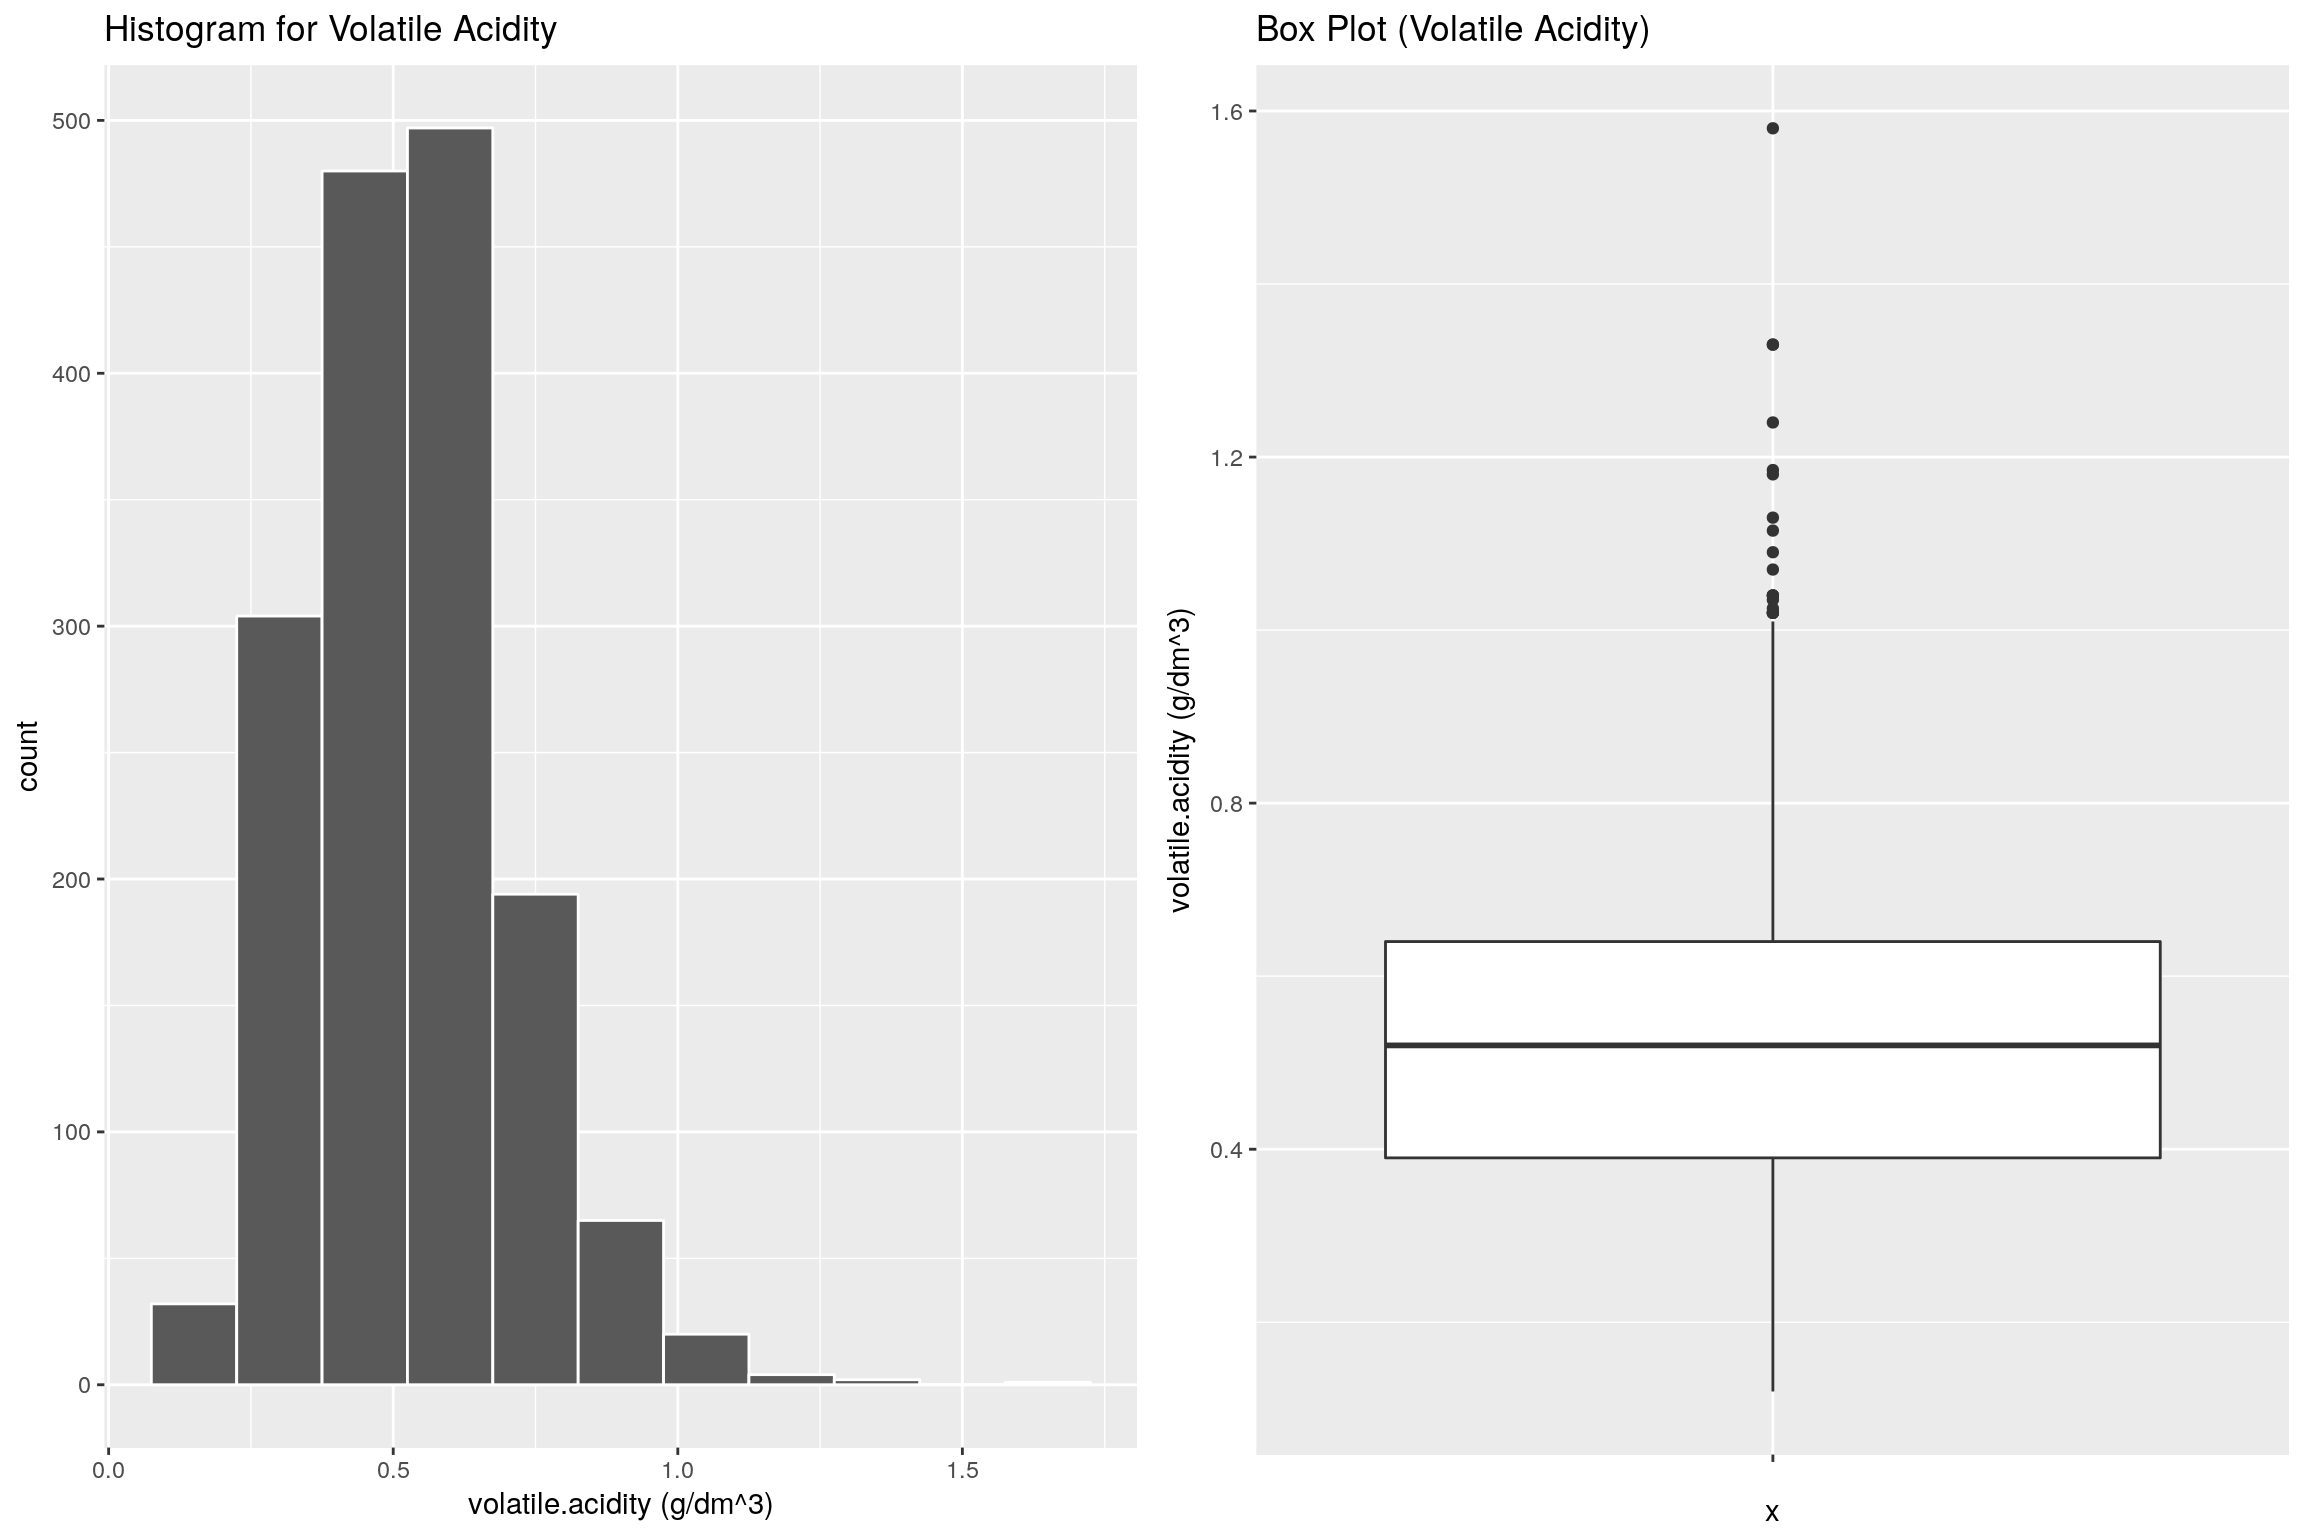 Histogram for Volatile Acidity
500
400
300
200
100
0
count
0.0 0.5 1.0 1.5
volatile.acidity (g/dm^3)
Box Plot (Volatile Acidity)
1.6
1.2
0.8
0.4
volatile.acidity (g/dm^3)
x